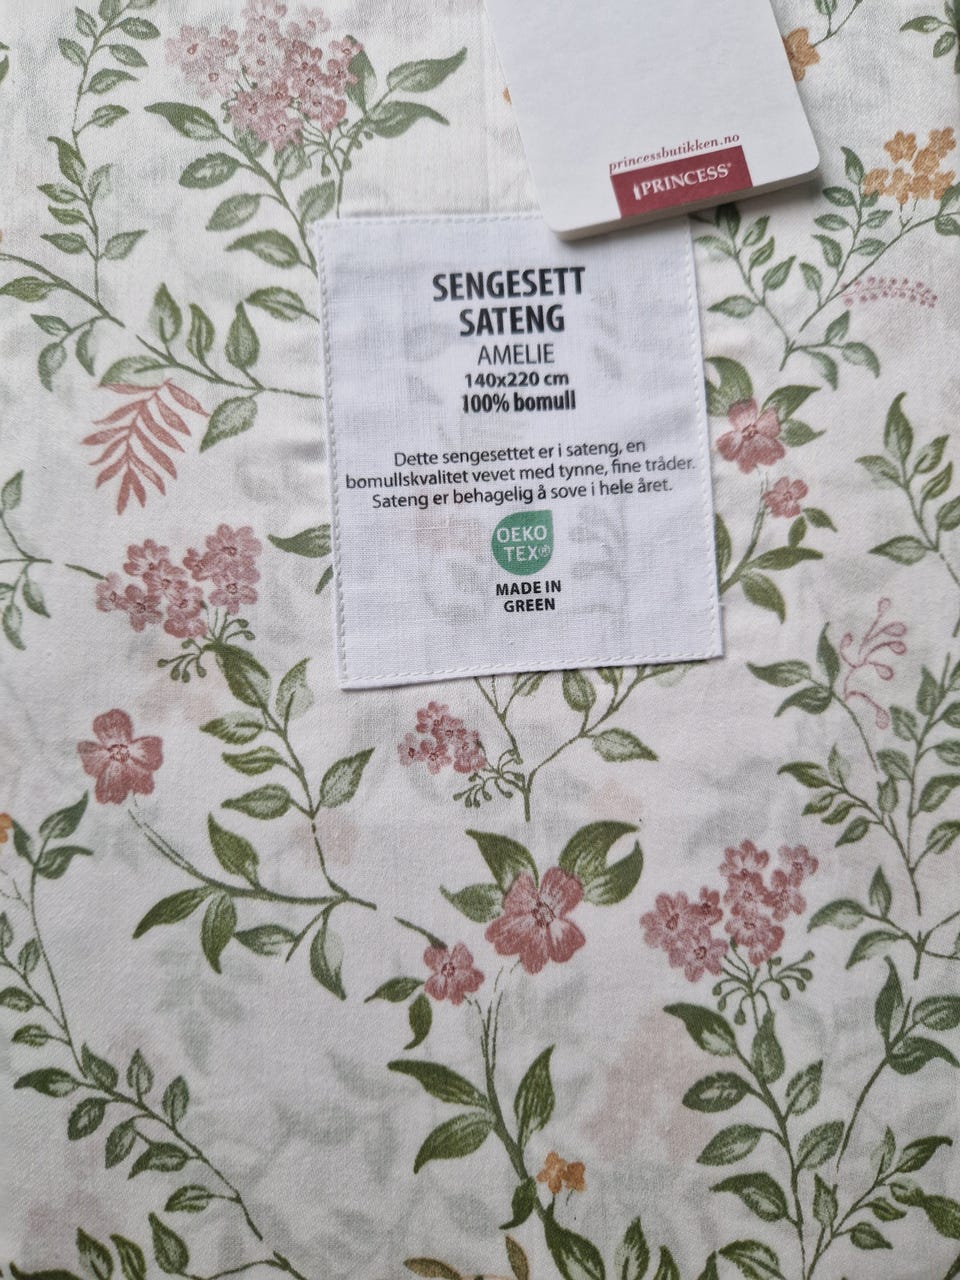 princessbutikken.no
PRINCESS®
SENGESETT
SATENG
AMELIE
140x220 cm
100% bomull
Dette sengesettet er i sateng, en
bomullskvalitet vevet med tynne, fine tråder.
Sateng er behagelig å sove i hele året.
OEKO
TEX®
MADE IN
GREEN